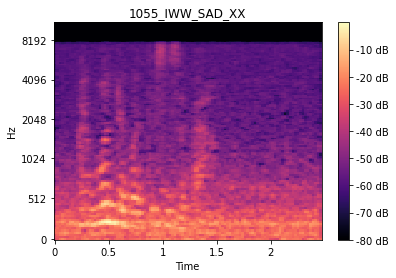 1055_IWW_SAD_XX
8192
4096
2048
1024
512
0
Hz
0
0.5
1
1.5
2
Time
-10 dB
-20 dB
-30 dB
-40 dB
-50 dB
-60 dB
-70 dB
-80 dB